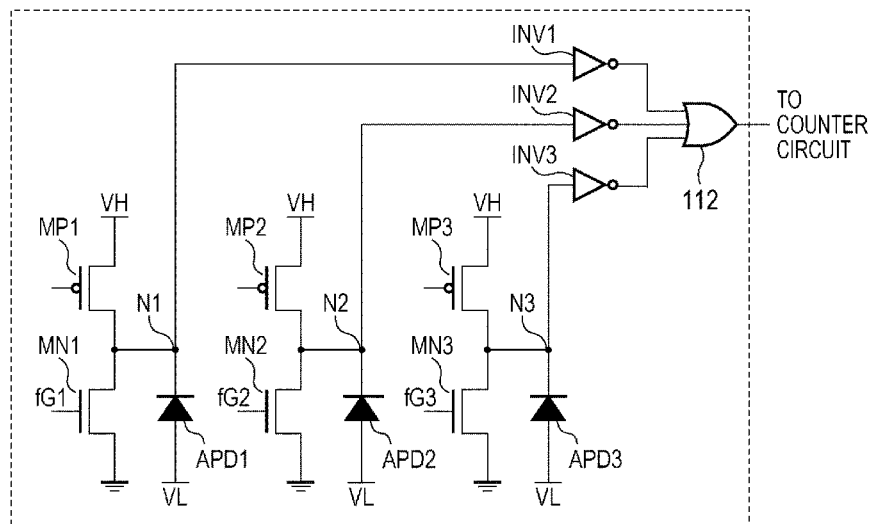 INV1
INV2
INV3
TO
COUNTER
CIRCUIT
112
VH
VH
VH
MP1
MP2
MP3
N1
N2
N3
MN1
MN2
MN3
fG1
fG2
fG3
APD1
APD2
APD3
VL
VL
VL